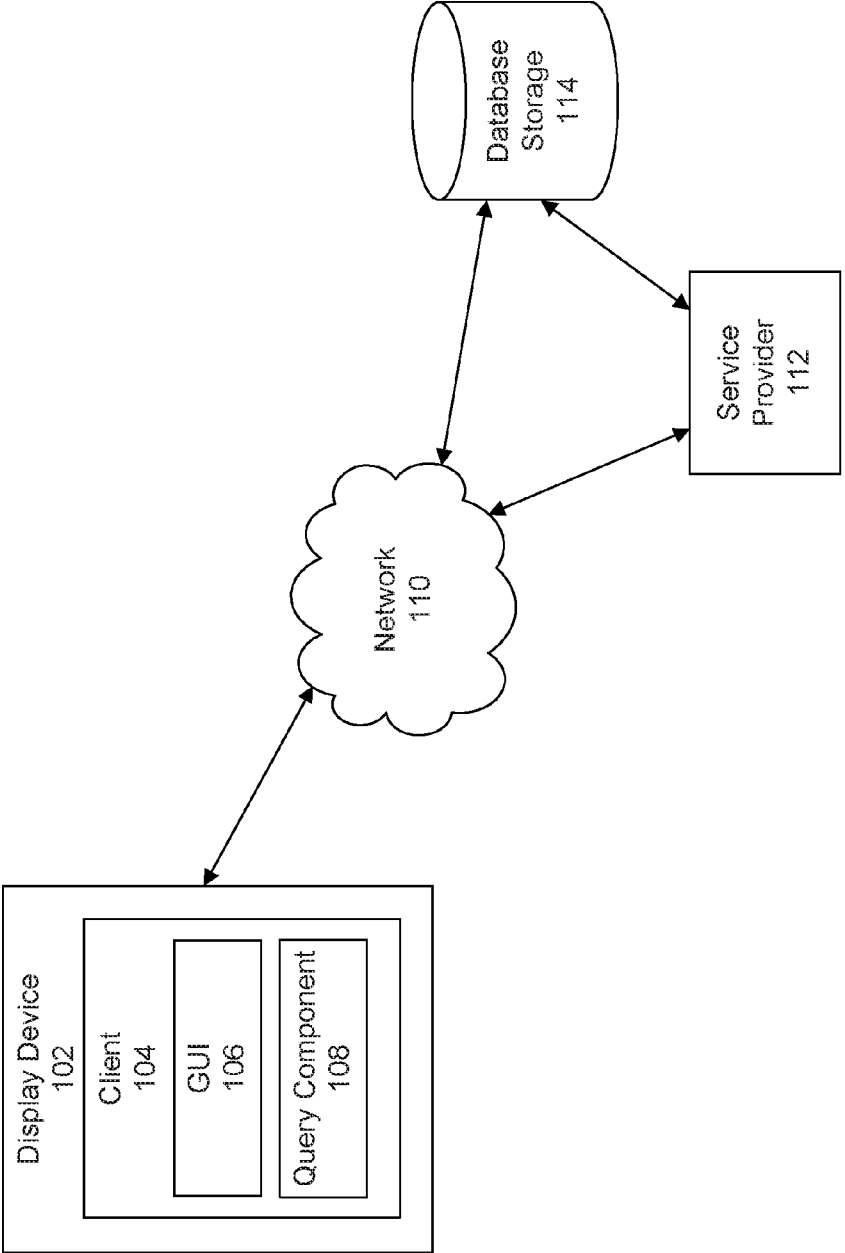 Display Device
102
Client
104
GUI
106
Query Component
108
Network
110
Database
Storage
114
Service
Provider
112